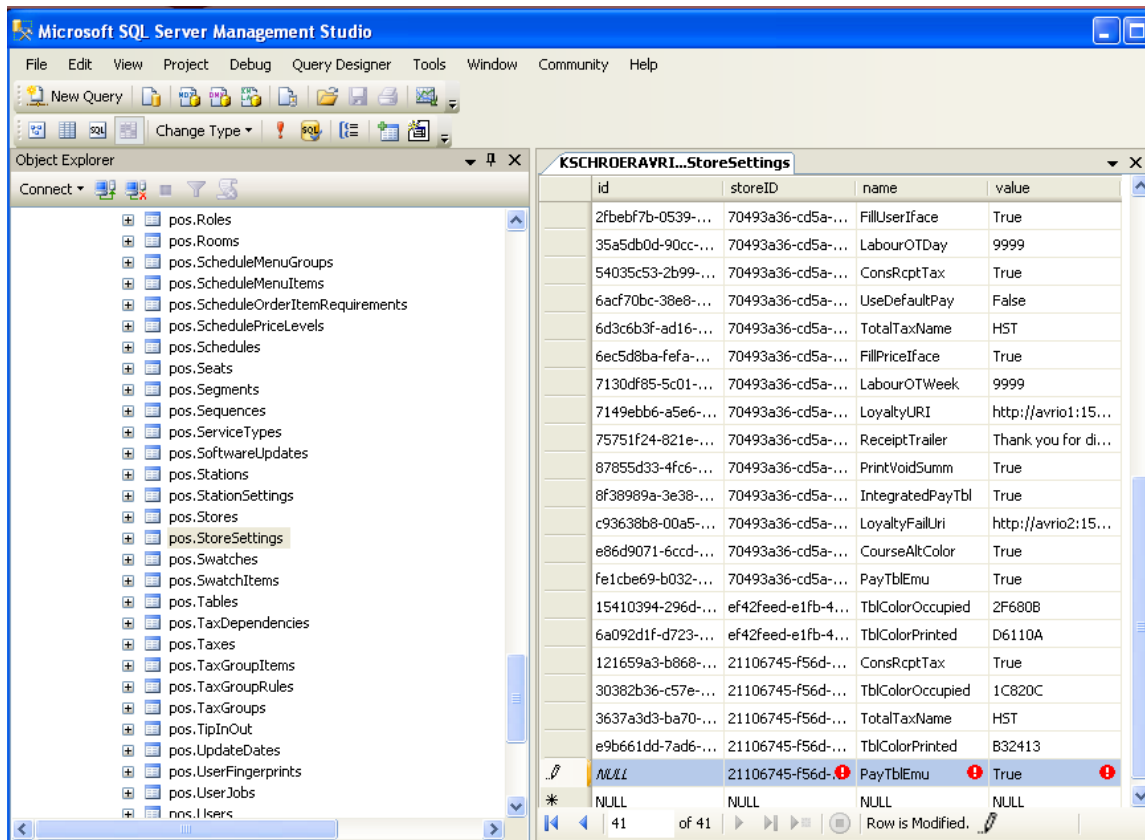 Microsoft SQL Server Management Studio
File Edit View Project Debug Query Designer Tools Window Community Help
New Query
Change Type
Object Explorer
Connect
pos.Roles
pos.Rooms
pos.ScheduleMenuGroups
pos.ScheduleMenuItems
pos.ScheduleOrderItemRequirements
pos.SchedulePriceLevels
pos.Schedules
pos.Seats
pos.Segments
pos.Sequences
pos.ServiceTypes
pos.SoftwareUpdates
pos.Stations
pos.StationSettings
pos.Stores
pos.StoreSettings
pos.Swatches
pos.SwatchItems
pos.Tables
pos.TaxDependencies
pos.Taxes
pos.TaxGroupItems
pos.TaxGroupRules
pos.TaxGroups
pos.TipInOut
pos.UpdateDates
pos.UserFingerprints
pos.UserJobs
pos.Users
KSCHROERAVRI...StoreSettings
id storeID name value
2fbebf7b-0539-... 70493a36-cd5a-... FillUserIface True
35a5db0d-90cc-... 70493a36-cd5a-... LabourOTDay 9999
54035c53-2b99-... 70493a36-cd5a-... ConsRcptTax True
6acf70bc-38e8-... 70493a36-cd5a-... UseDefaultPay False
6d3c6b3f-ad16-... 70493a36-cd5a-... TotalTaxName HST
6ec5d8ba-fefa-... 70493a36-cd5a-... FillPriceIface True
7130df85-5c01-... 70493a36-cd5a-... LabourOTWeek 9999
7149ebb6-a5e6-... 70493a36-cd5a-... LoyaltyURI http://avrio1:15...
75751f24-821e-... 70493a36-cd5a-... ReceiptTrailer Thank you for di...
87855d33-4fc6-... 70493a36-cd5a-... PrintVoidSumm True
8f38989a-3e38-... 70493a36-cd5a-... IntegratedPayTbl True
c93638b8-00a5-... 70493a36-cd5a-... LoyaltyFailUri http://avrio2:15...
e86d9071-6ccd-... 70493a36-cd5a-... CourseAltColor True
fe1cbe69-b032-... 70493a36-cd5a-... PayTblEmu True
15410394-296d-... ef42feed-e1fb-4... TblColorOccupied 2F680B
6a092d1f-d723-... ef42feed-e1fb-4... TblColorPrinted D6110A
121659a3-b868-... 21106745-f56d-... ConsRcptTax True
30382b36-c57e-... 21106745-f56d-... TblColorOccupied 1C820C
3637a3d3-ba70-... 21106745-f56d-... TotalTaxName HST
e9b661dd-7ad6-... 21106745-f56d-... TblColorPrinted B32413
NULL 21106745-f56d-. PayTblEmu True
NULL NULL NULL NULL
41 of 41 Row is Modified.